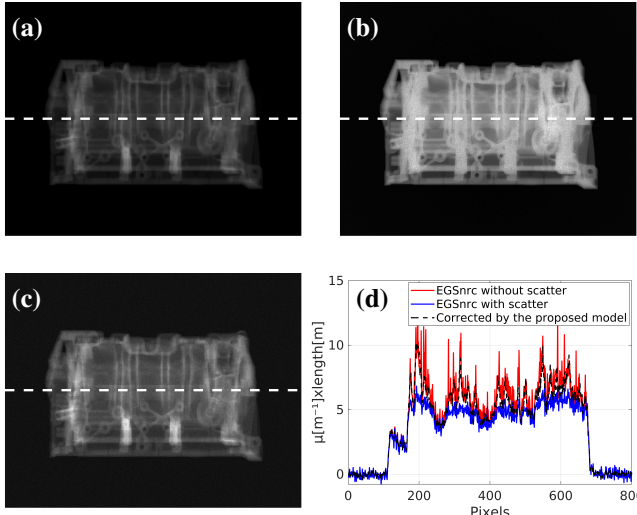 (a)
(b)
(c)
(d)
15
10
5
0
μ[m⁻¹]xlength[m]
EGSnrc without scatter
EGSnrc with scatter
Corrected by the proposed model
0 200 400 600 800
Pixels